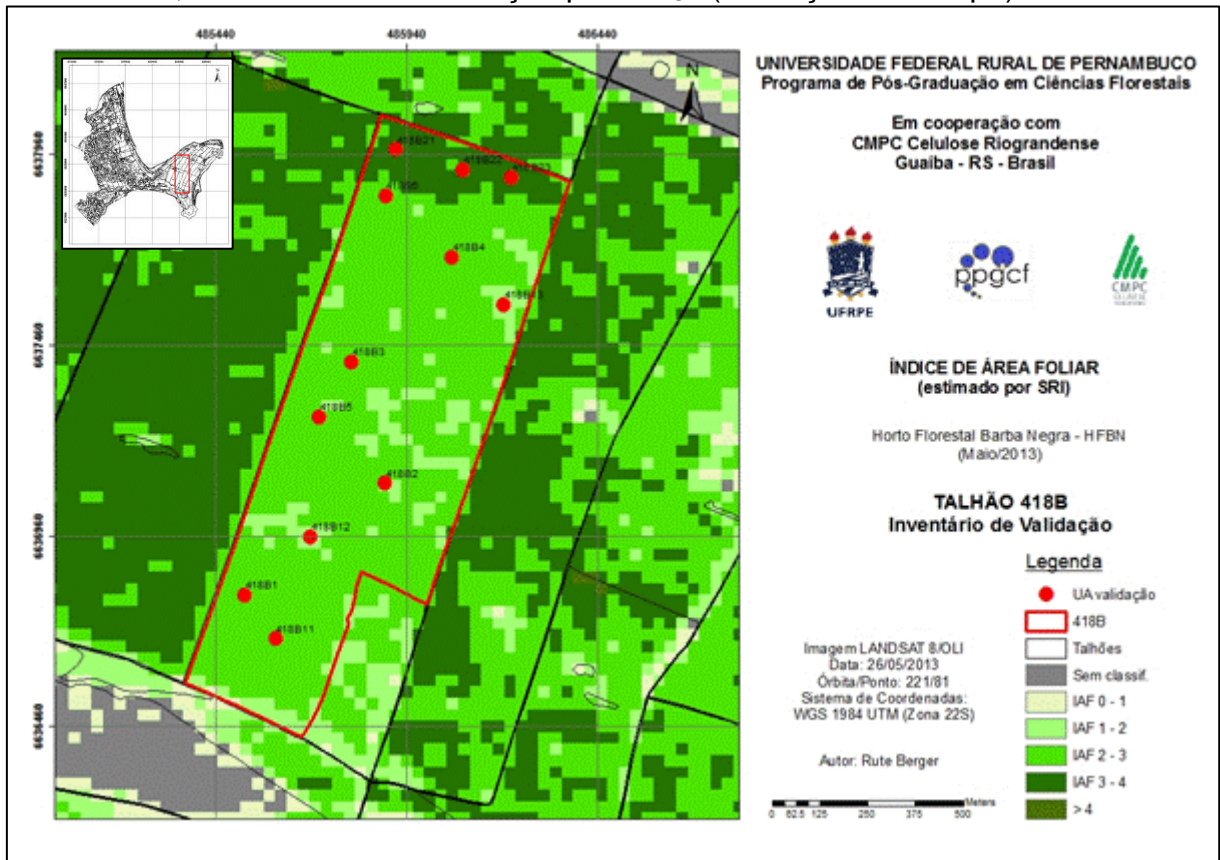 485440 485940 486440
UNIVERSIDADE FEDERAL RURAL DE PERNAMBUCO
Programa de Pós-Graduação em Ciências Florestais
Em cooperação com
CMPC Celulose Riograndense
Guaíba - RS - Brasil
N
6637960
6637460
6636960
6636460
418B21
418B22
418B23
418B4
418B13
418B3
418B2
418B12
418B1
418B11
UFRPE
ppgcf
CMPC
ÍNDICE DE ÁREA FOLIAR
(estimado por SRI)
Horto Florestal Barba Negra - HFBN
(Maio/2013)
TALHÃO 418B
Inventário de Validação
Legenda
UA validação
418B
Talhões
Sem classif.
IAF 0 - 1
IAF 1 - 2
IAF 2 - 3
IAF 3 - 4
> 4
Imagem LANDSAT 8/OLI
Data: 26/05/2013
Órbita/Ponto: 221/81
Sistema de Coordenadas:
WGS 1984 UTM (Zona 22S)
Autor: Rute Berger
0 62.5 125 250 375 500 Meters